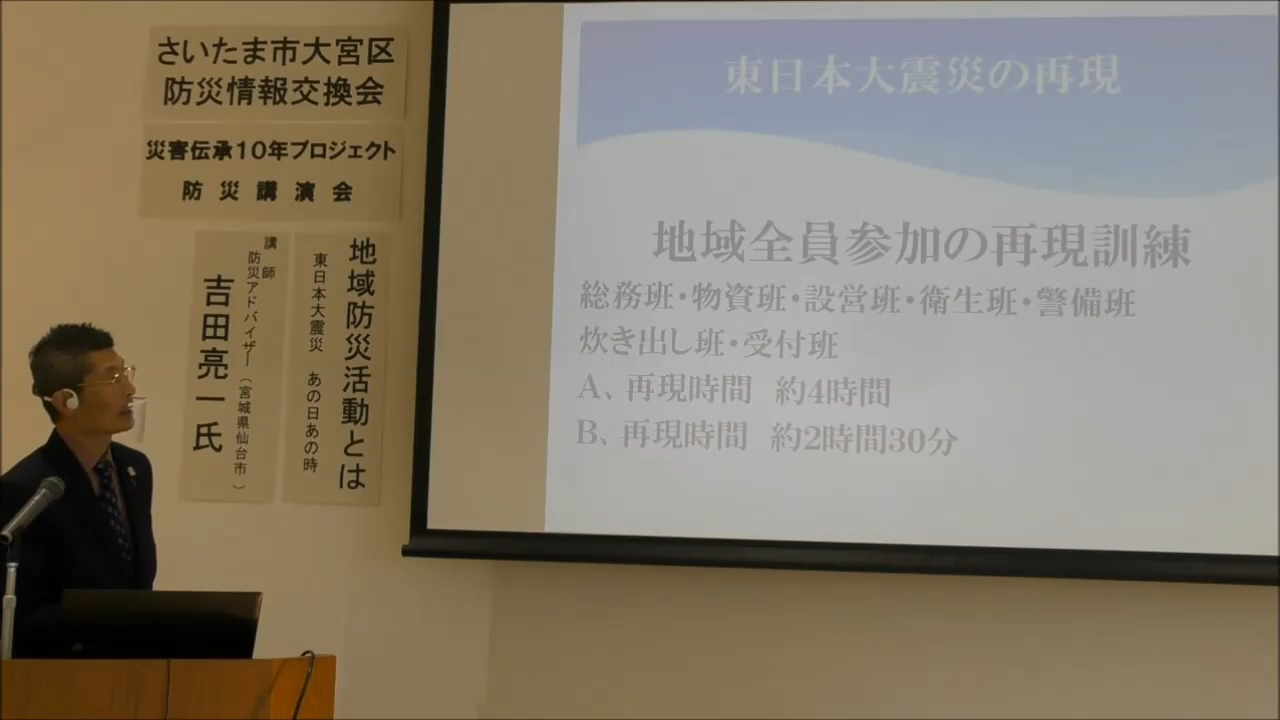 さいたま市大宮区
防災情報交換会
災害伝承10年プロジェクト
防災講演会
地域防災活動とは
東日本大震災 あの日あの時
講師
防災アドバイザー（宮城県仙台市）
吉田亮一氏
東日本大震災の再現
地域全員参加の再現訓練
総務班・物資班・設営班・衛生班・警備班
炊き出し班・受付班
A、再現時間 約4時間
B、再現時間 約2時間30分